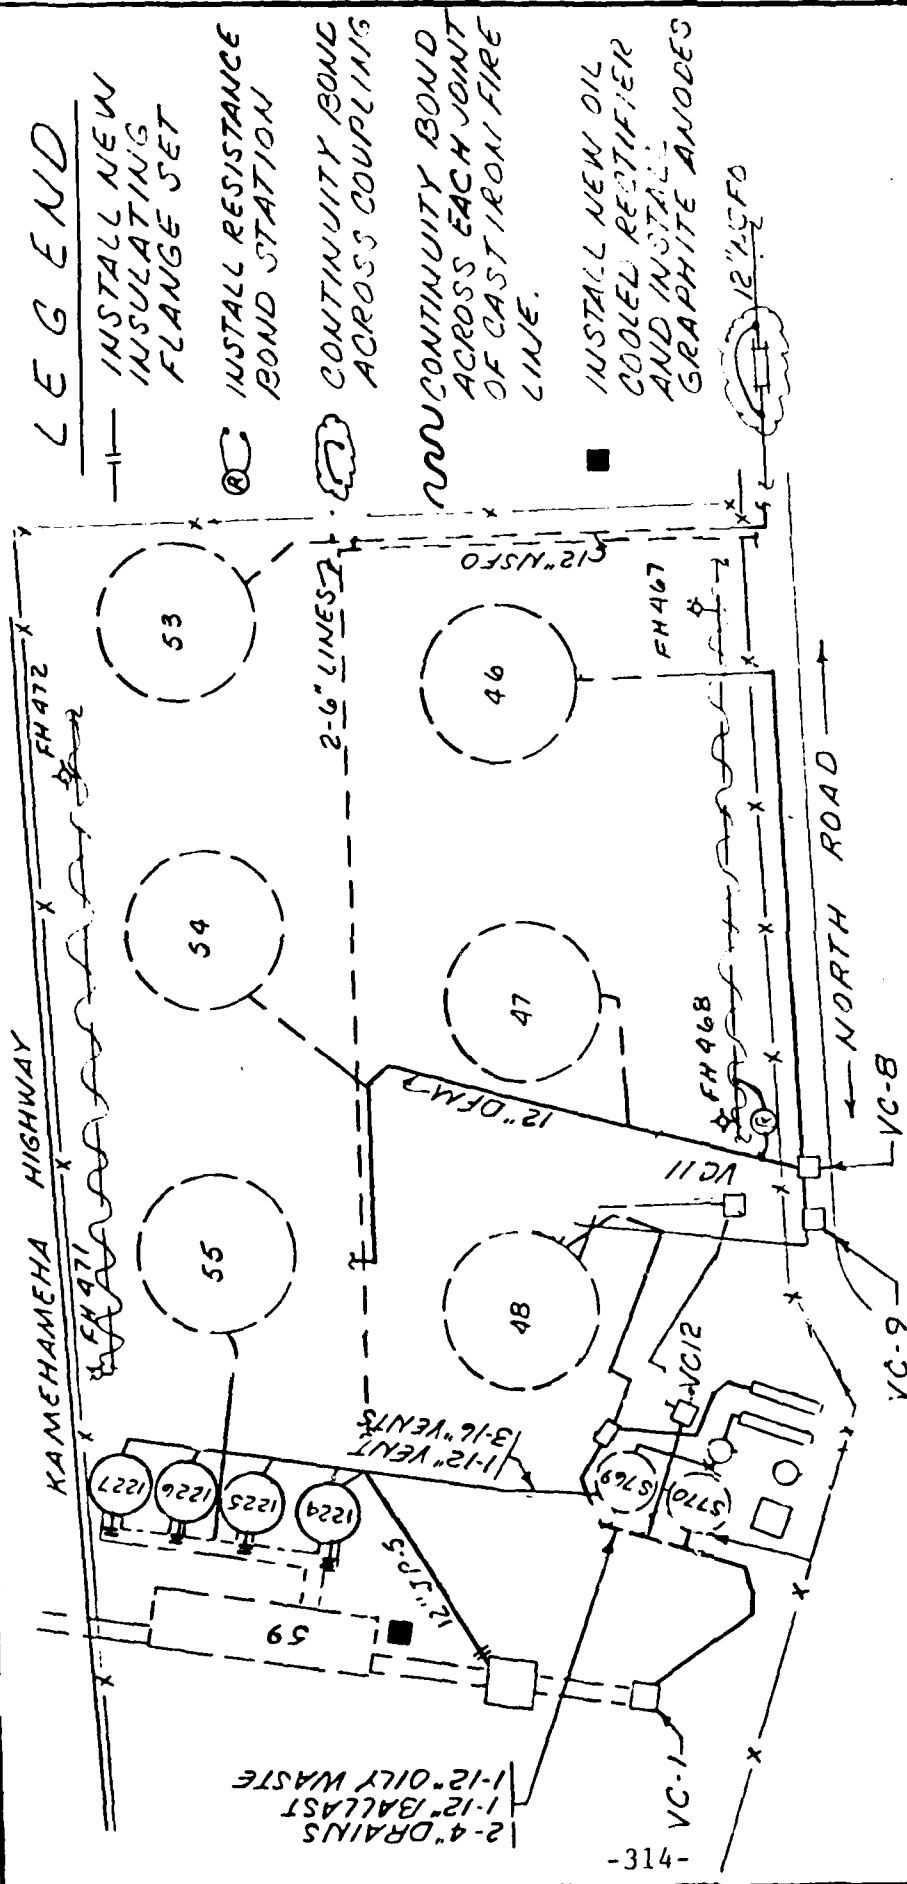 LEGEND
INSTALL NEW
INSULATING
FLANGE SET
R
INSTALL RESISTANCE
BOND STATION
CONTINUITY BOND
ACROSS COUPLING
CONTINUITY BOND
ACROSS EACH JOINT
OF CAST IRON FIRE
LINE.
INSTALL NEW OIL
COOLED RECTIFIER
AND INSTALL
GRAPHITE ANODES
KAMEHAMEHA HIGHWAY
FH 471
FH 472
53
54
55
2-6" LINES
12" NSFO
12" NSFO
46
47
48
FH 467
FH 468
R
12" DFM
VC 11
NORTH ROAD
VC-8
VC-9
VC12
1227
1226
1225
1224
1-12" VENT
3-16" VENTS
S769
S770
59
12" JP-5
VC-1
2-4" DRAINS
1-12" BALLAST
1-12" OILY WASTE
-314-